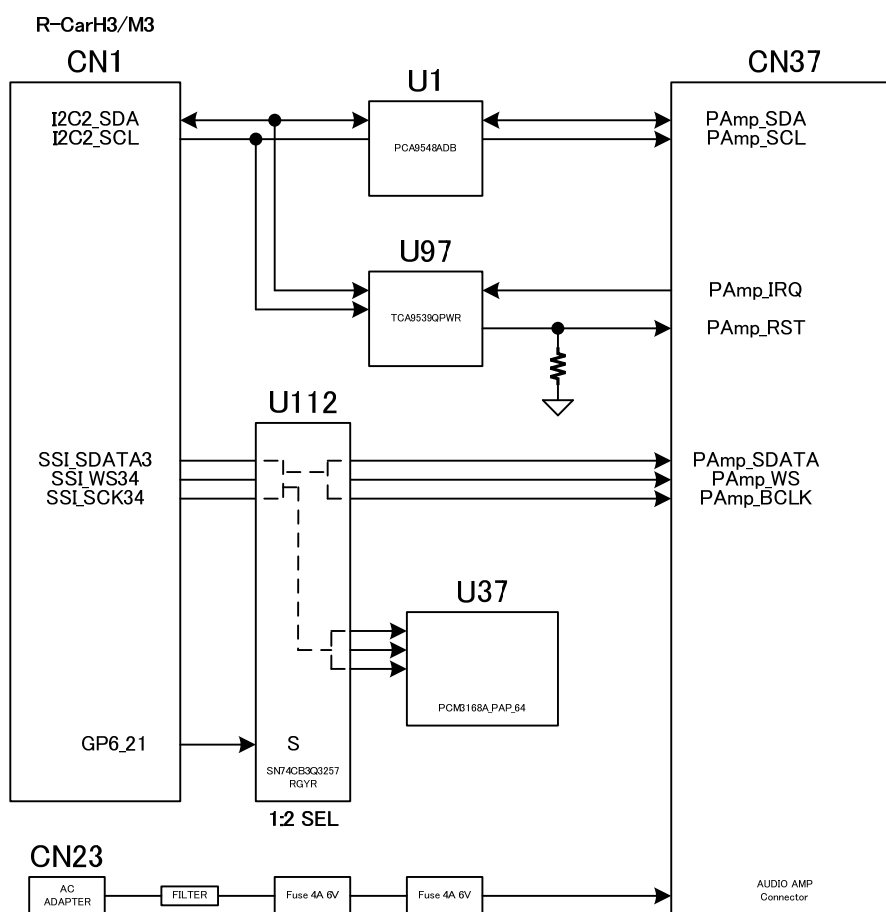 R-CarH3/M3
CN1
U1
CN37
I2C2_SDA
I2C2_SCL
PCA9548ADB
PAmp_SDA
PAmp_SCL
U97
TCA9539QPWR
PAmp_IRQ
PAmp_RST
U112
SSI_SDATA3
SSI_WS34
SSI_SCK34
PAmp_SDATA
PAmp_WS
PAmp_BCLK
U37
PCM3168A_PAP_64
GP6_21
S
SN74CB3Q3257
RGYR
1:2 SEL
CN23
AC
ADAPTER
FILTER
Fuse 4A 6V
Fuse 4A 6V
AUDIO AMP
Connector